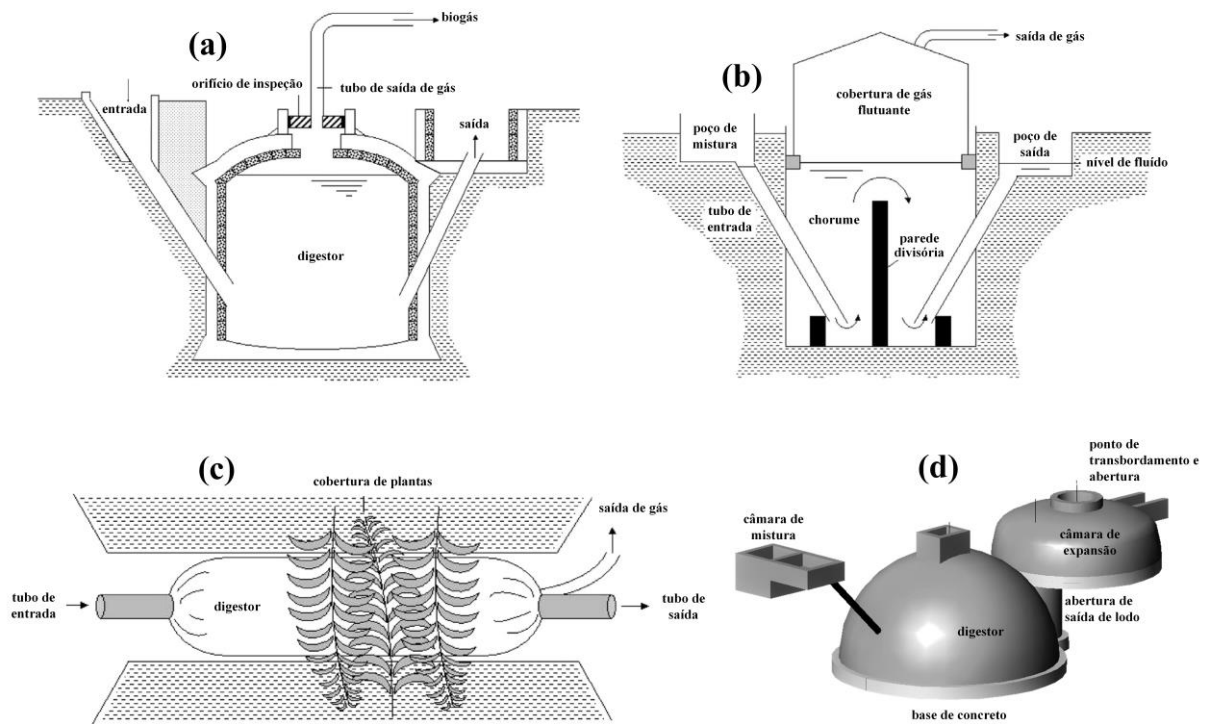 (a)
biogás
orifício de inspeção
tubo de saída de gás
entrada
saída
digestor
(b)
saída de gás
cobertura de gás
flutuante
poço de
mistura
poço de
saída
nível de fluído
tubo de
entrada
chorume
parede
divisória
(c)
cobertura de plantas
saída de gás
tubo de
entrada
digestor
tubo de
saída
(d)
ponto de
transbordamento e
abertura
câmara de
mistura
câmara de
expansão
digestor
abertura de
saída de lodo
base de concreto